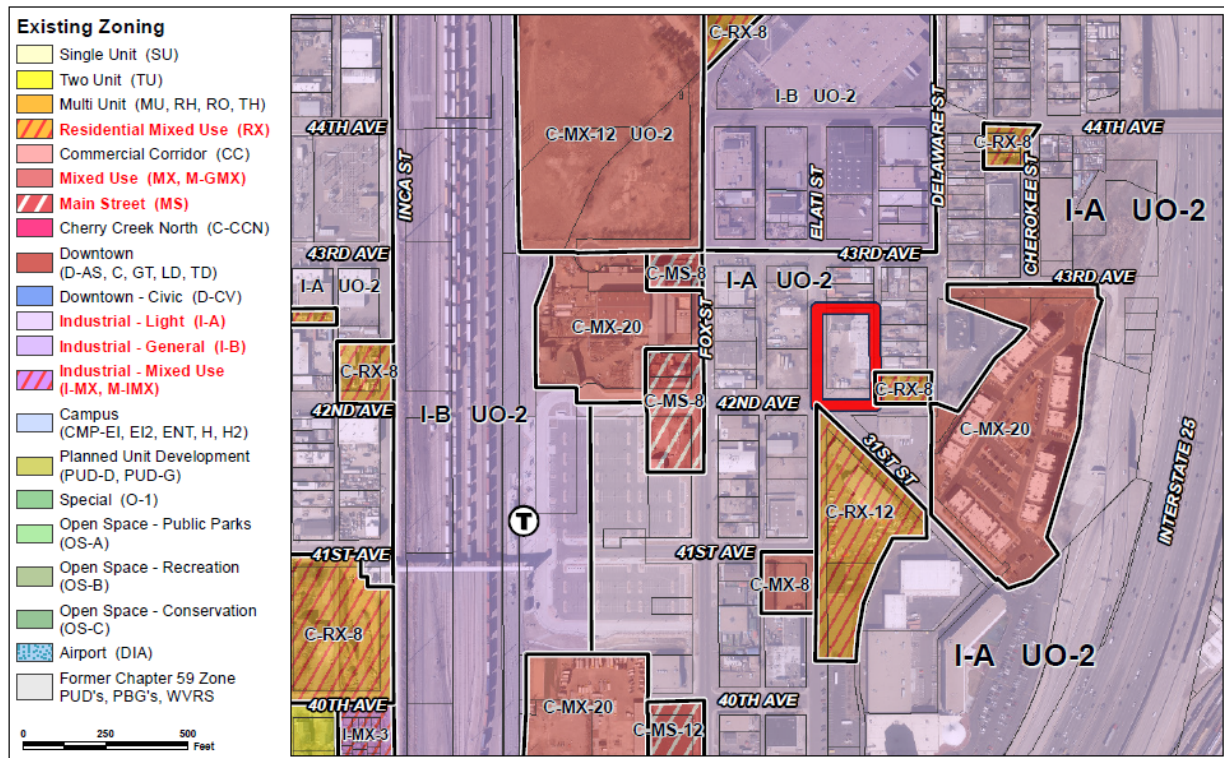 Existing Zoning
Single Unit (SU)
Two Unit (TU)
Multi Unit (MU, RH, RO, TH)
Residential Mixed Use (RX)
Commercial Corridor (CC)
Mixed Use (MX, M-GMX)
Main Street (MS)
Cherry Creek North (C-CCN)
Downtown
(D-AS, C, GT, LD, TD)
Downtown - Civic (D-CV)
Industrial - Light (I-A)
Industrial - General (I-B)
Industrial - Mixed Use
(I-MX, M-IMX)
Campus
(CMP-EI, EI2, ENT, H, H2)
Planned Unit Development
(PUD-D, PUD-G)
Special (O-1)
Open Space - Public Parks
(OS-A)
Open Space - Recreation
(OS-B)
Open Space - Conservation
(OS-C)
Airport (DIA)
Former Chapter 59 Zone
PUD's, PBG's, WVRS
0 250 500
Feet
C-RX-8
I-B UO-2
44TH AVE
C-MX-12 UO-2
44TH AVE
C-RX-8
INCA ST
ELATI ST
DELAWARE ST
CHEROKEE ST
I-A UO-2
43RD AVE
43RD AVE
43RD AVE
C-MS-8
I-A UO-2
I-A UO-2
C-MX-20
FOX ST
C-RX-8
C-RX-8
C-MS-8
42ND AVE
42ND AVE
I-B UO-2
C-MX-20
31ST ST
INTERSTATE 25
C-RX-12
T
41ST AVE
41ST AVE
C-MX-8
C-RX-8
I-A UO-2
40TH AVE
C-MX-20
40TH AVE
I-MX-3
C-MS-12